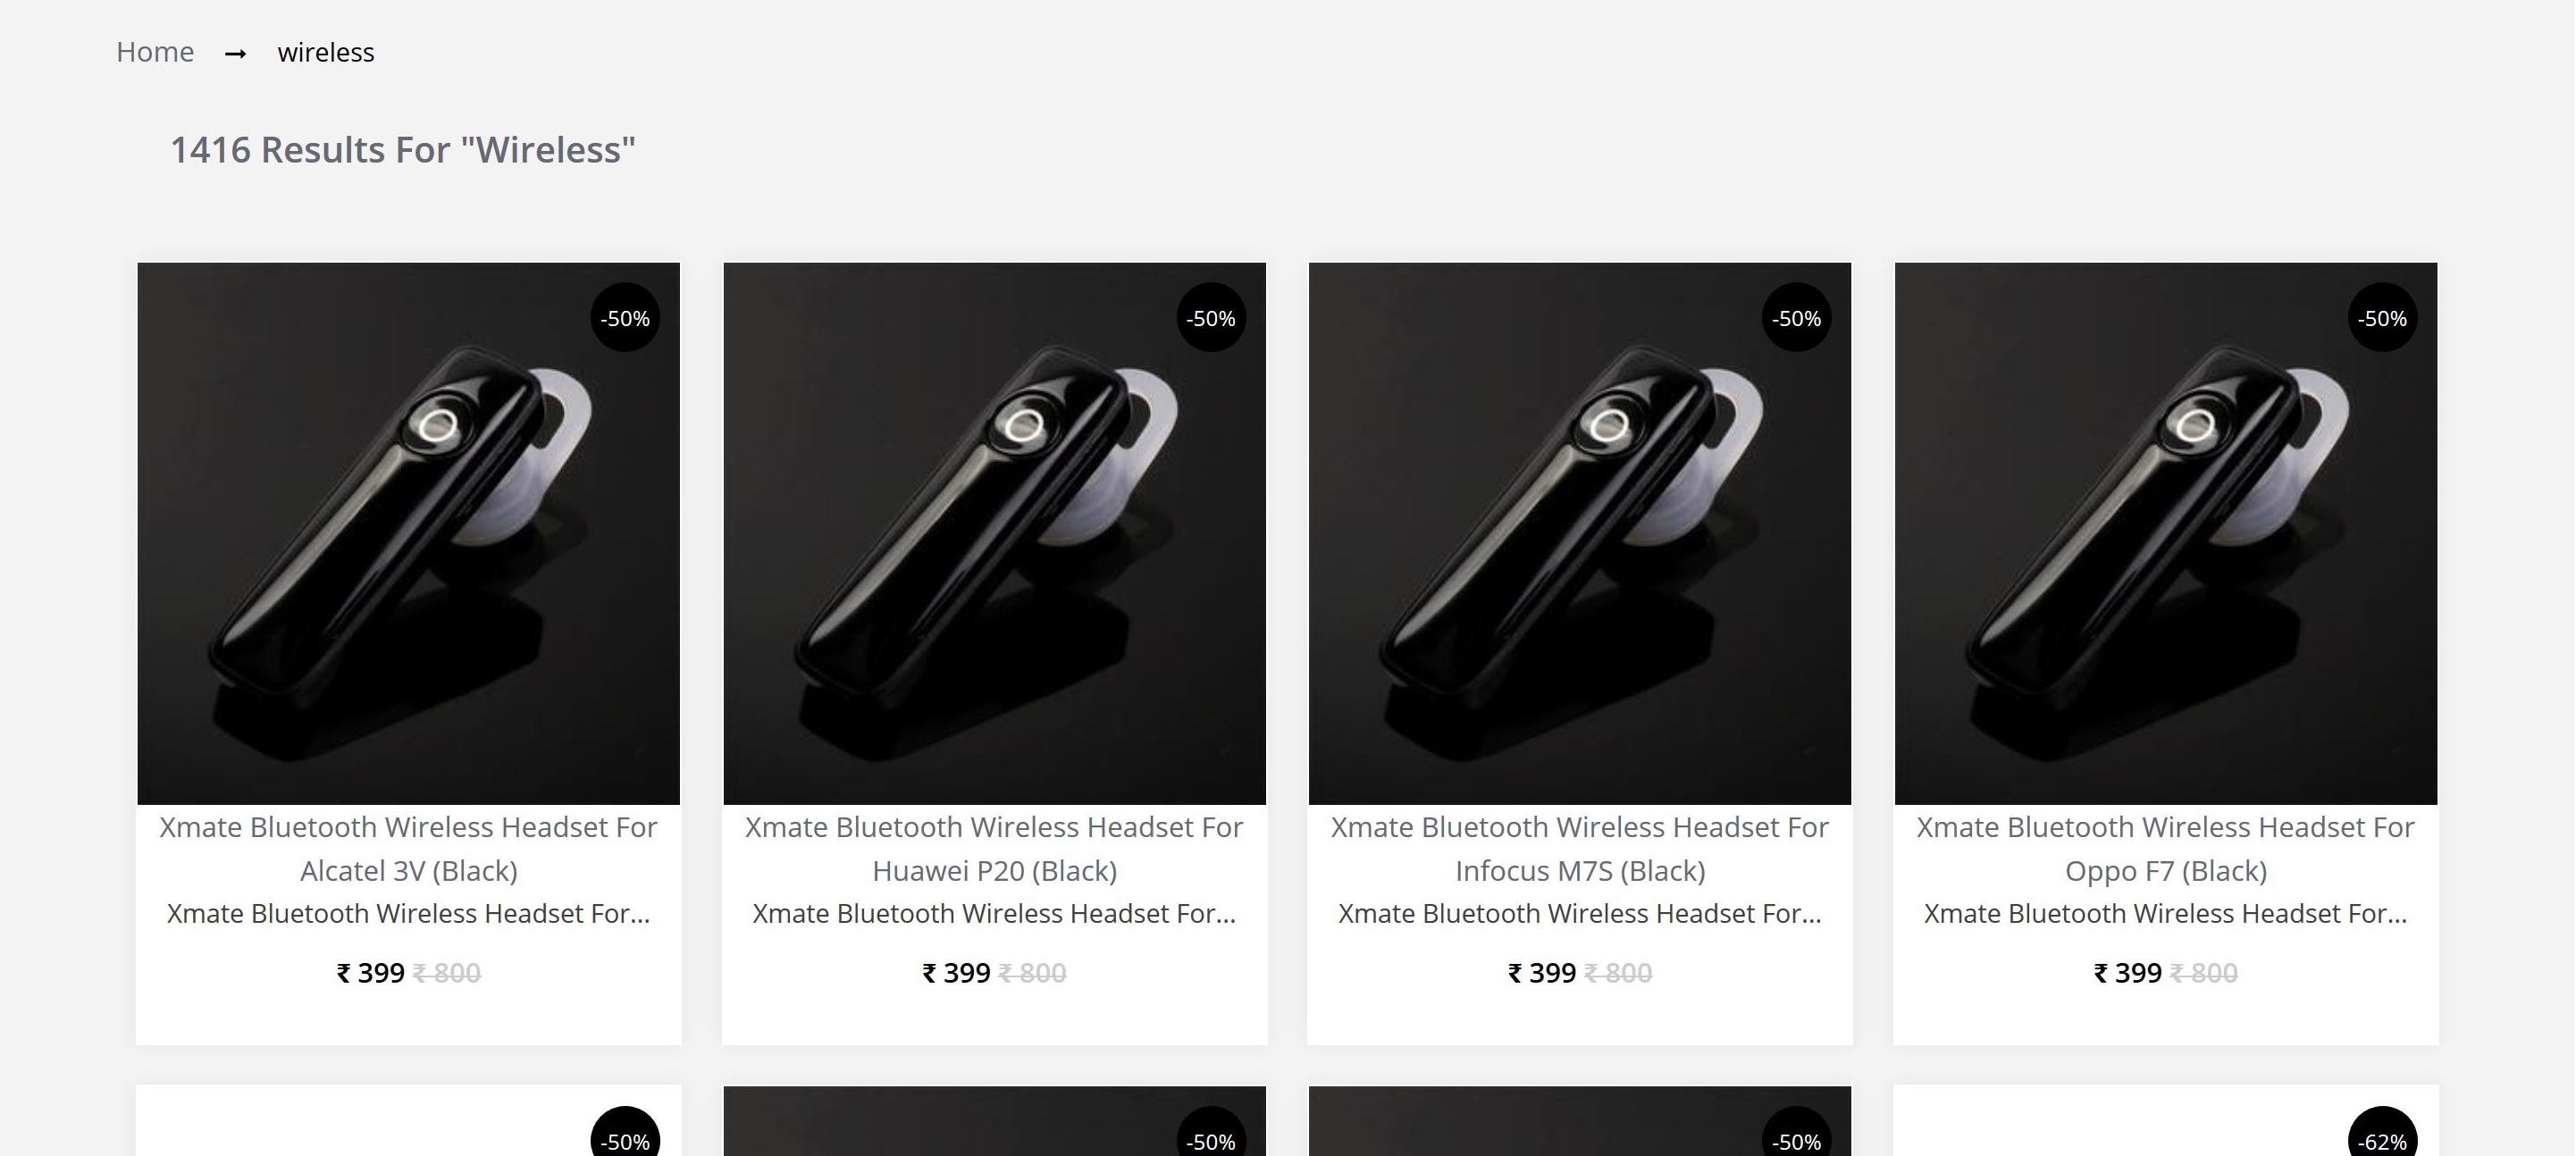 Home → wireless
1416 Results For "Wireless"
-50%
-50%
-50%
-50%
Xmate Bluetooth Wireless Headset For
Alcatel 3V (Black)
Xmate Bluetooth Wireless Headset For...
₹ 399 ₹ 800
Xmate Bluetooth Wireless Headset For
Huawei P20 (Black)
Xmate Bluetooth Wireless Headset For...
₹ 399 ₹ 800
Xmate Bluetooth Wireless Headset For
Infocus M7S (Black)
Xmate Bluetooth Wireless Headset For...
₹ 399 ₹ 800
Xmate Bluetooth Wireless Headset For
Oppo F7 (Black)
Xmate Bluetooth Wireless Headset For...
₹ 399 ₹ 800
-50%
-50%
-50%
-62%